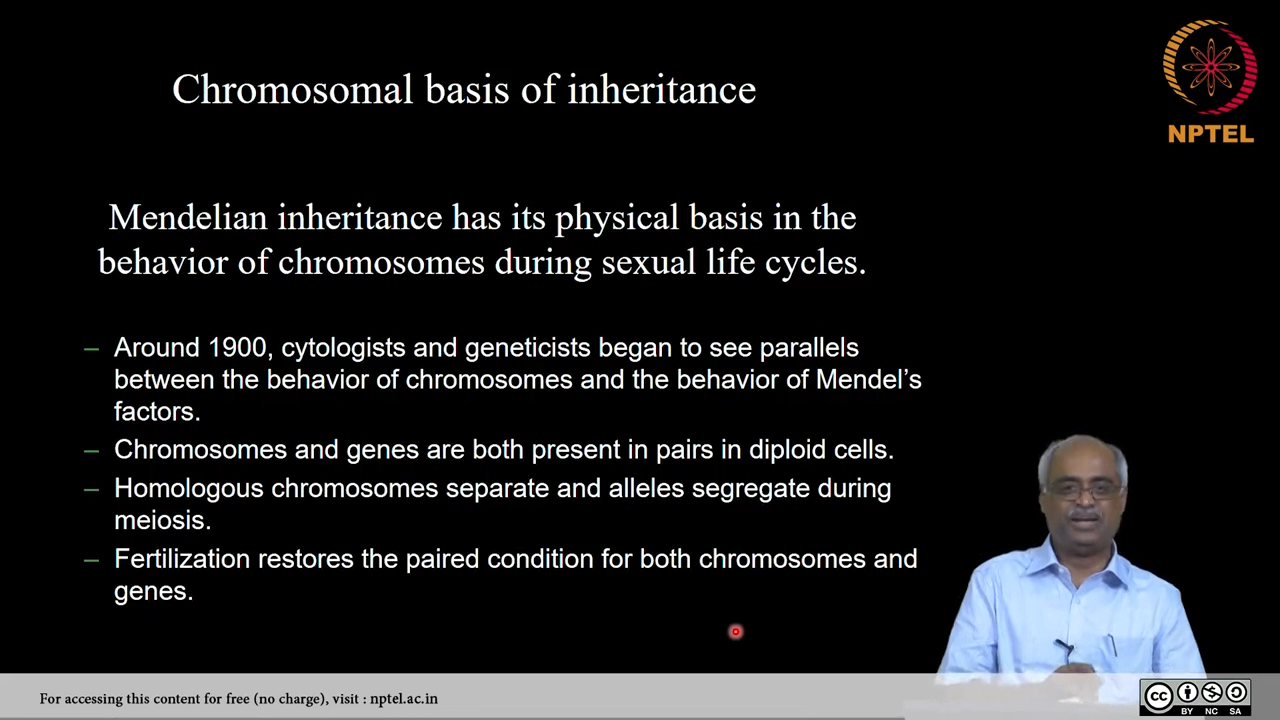 Chromosomal basis of inheritance
NPTEL
Mendelian inheritance has its physical basis in the
behavior of chromosomes during sexual life cycles.
– Around 1900, cytologists and geneticists began to see parallels
between the behavior of chromosomes and the behavior of Mendel’s
factors.
– Chromosomes and genes are both present in pairs in diploid cells.
– Homologous chromosomes separate and alleles segregate during
meiosis.
– Fertilization restores the paired condition for both chromosomes and
genes.
For accessing this content for free (no charge), visit : nptel.ac.in
cc
BY NC SA